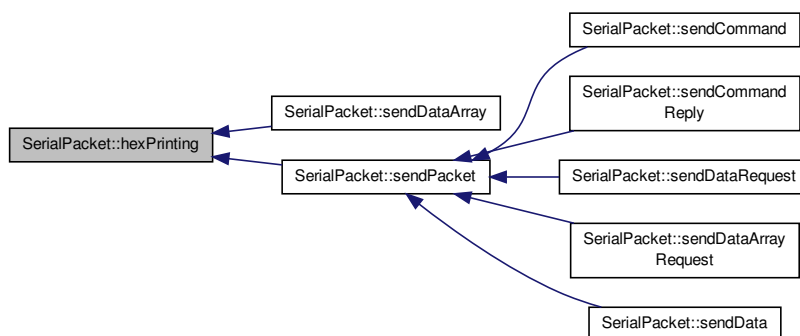 SerialPacket::sendCommand
SerialPacket::sendCommand
Reply
SerialPacket::sendDataArray
SerialPacket::hexPrinting
SerialPacket::sendPacket
SerialPacket::sendDataRequest
SerialPacket::sendDataArray
Request
SerialPacket::sendData